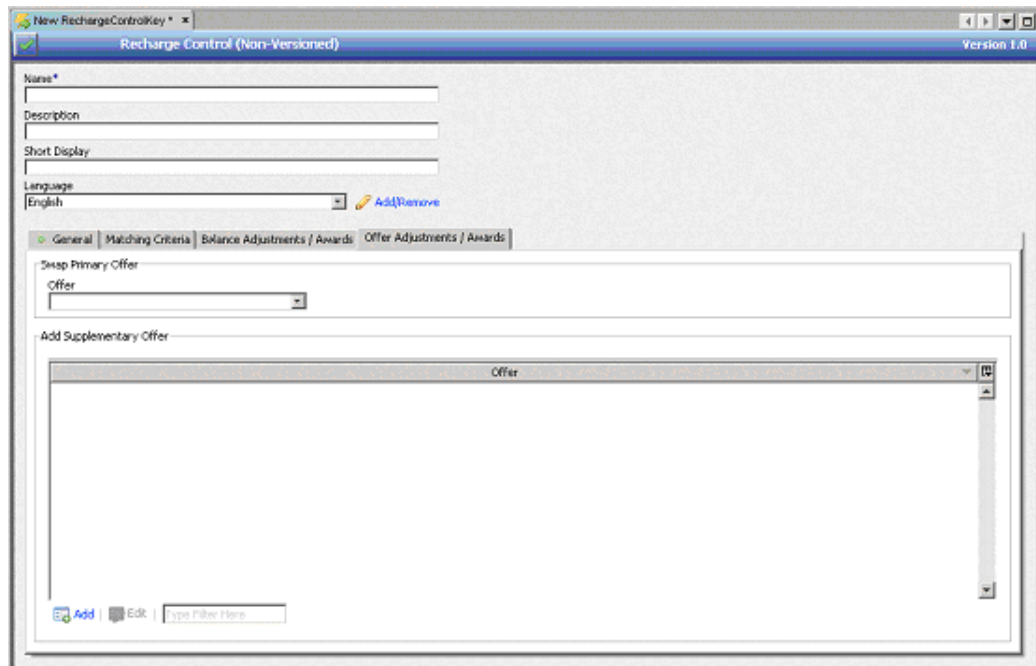 New RechargeControlKey *
Recharge Control (Non-Versioned)
Version 1.0
Name*
Description
Short Display
Language
English
Add/Remove
General
Matching Criteria
Balance Adjustments / Awards
Offer Adjustments / Awards
Swap Primary Offer
Offer
Add Supplementary Offer
Offer
Add | Edit | Type Filter Here